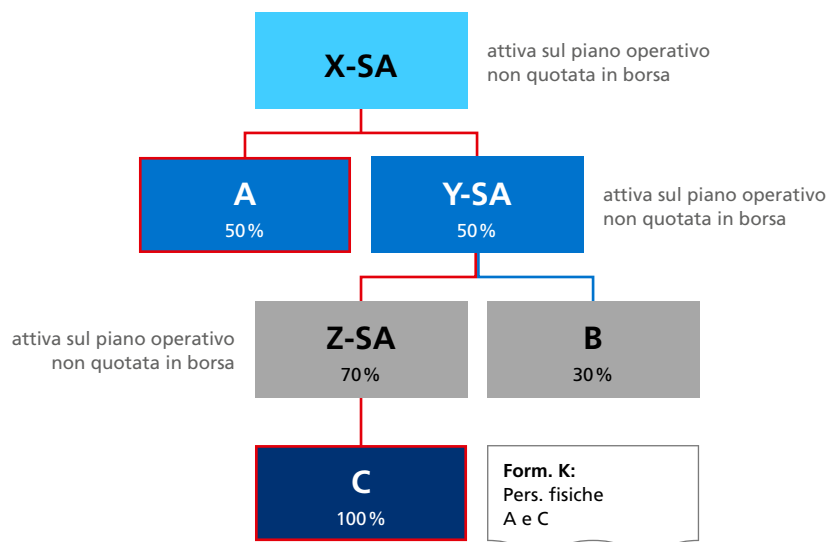 X-SA
attiva sul piano operativo
non quotata in borsa
A
50%
Y-SA
50%
attiva sul piano operativo
non quotata in borsa
attiva sul piano operativo
non quotata in borsa
Z-SA
70%
B
30%
C
100%
Form. K:
Pers. fisiche
A e C